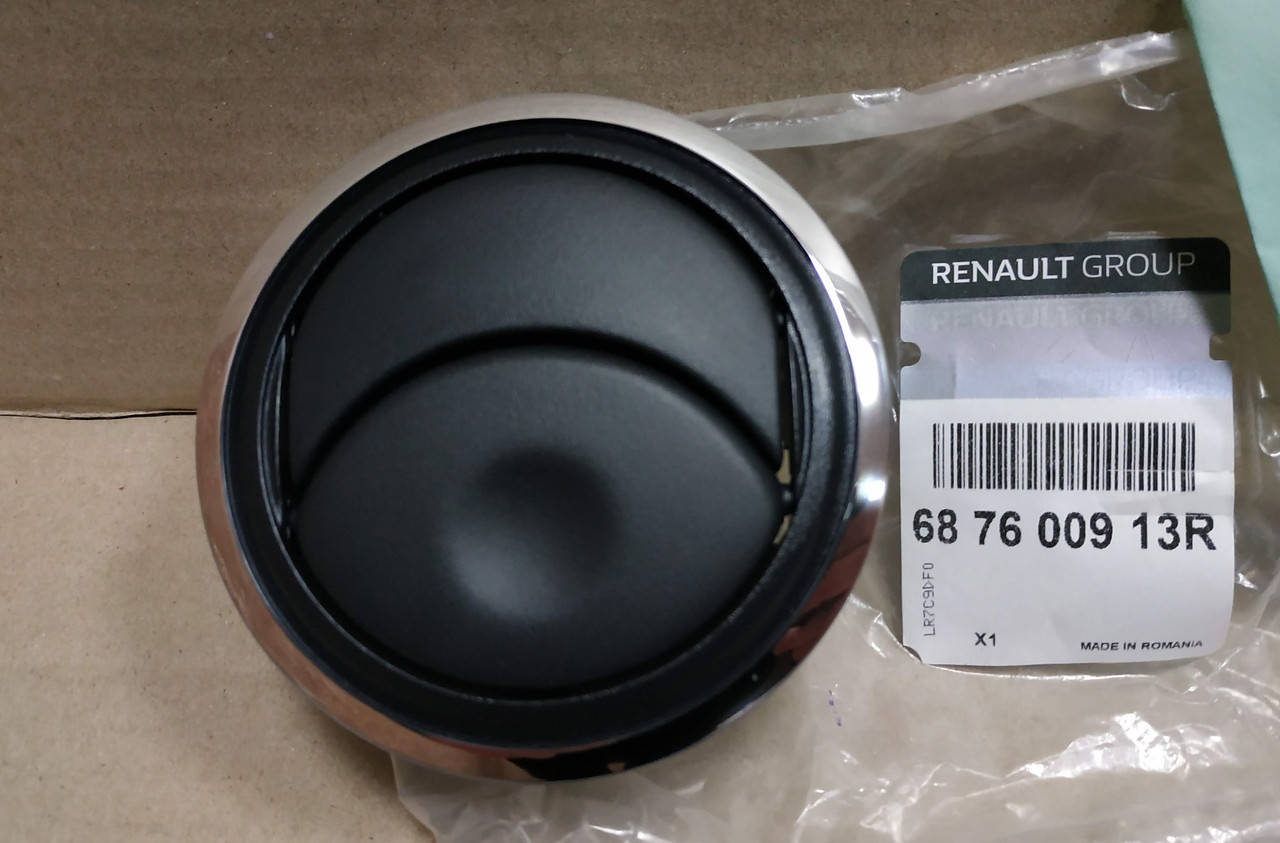 RENAULT GROUP
68 76 009 13R
LR7C9DF0
X1
MADE IN ROMANIA